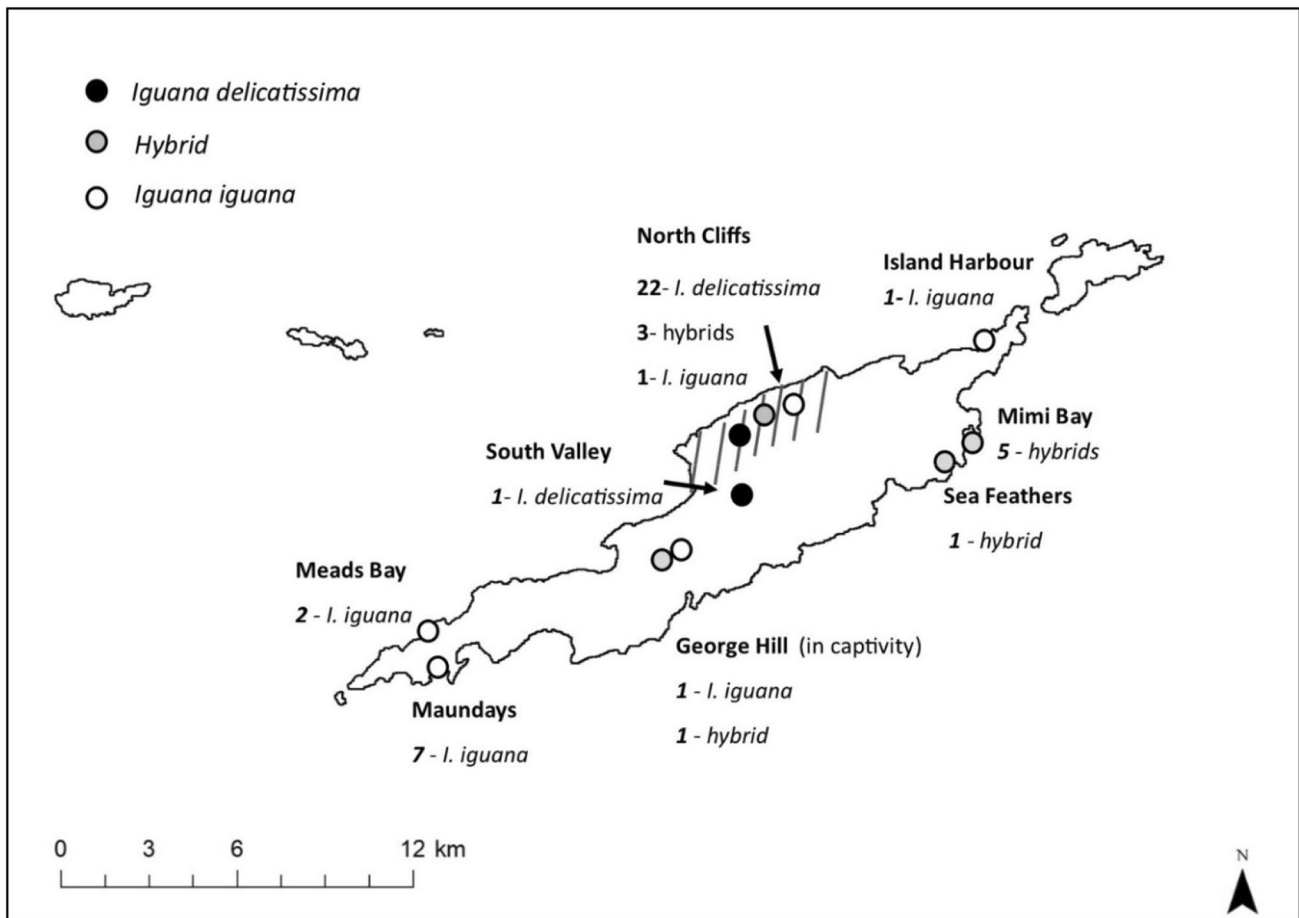 Iguana delicatissima
Hybrid
Iguana iguana
North Cliffs
22- I. delicatissima
3- hybrids
1- I. iguana
Island Harbour
1- I. iguana
Mimi Bay
5 - hybrids
South Valley
1- I. delicatissima
Sea Feathers
1 - hybrid
Meads Bay
2 - I. iguana
George Hill (in captivity)
1 - I. iguana
1 - hybrid
Maundays
7 - I. iguana
0 3 6 12 km
N